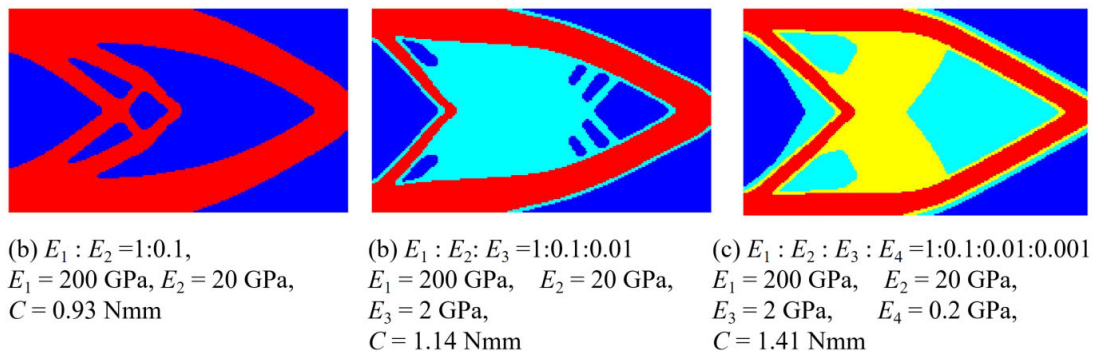 (b) E1 : E2 =1:0.1,
E1 = 200 GPa, E2 = 20 GPa,
C = 0.93 Nmm
(b) E1 : E2: E3 =1:0.1:0.01
E1 = 200 GPa, E2 = 20 GPa,
E3 = 2 GPa,
C = 1.14 Nmm
(c) E1 : E2 : E3 : E4 =1:0.1:0.01:0.001
E1 = 200 GPa, E2 = 20 GPa,
E3 = 2 GPa, E4 = 0.2 GPa,
C = 1.41 Nmm